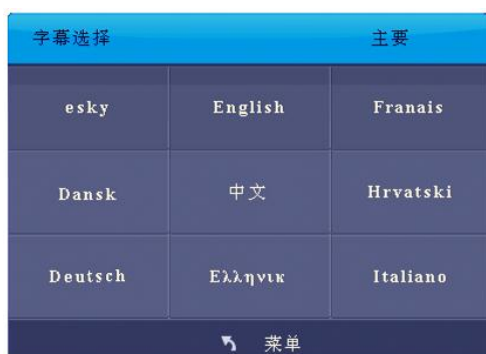 字幕选择 主要
esky English Franais
Dansk 中文 Hrvatski
Deutsch Ελληνικ Italiano
菜单